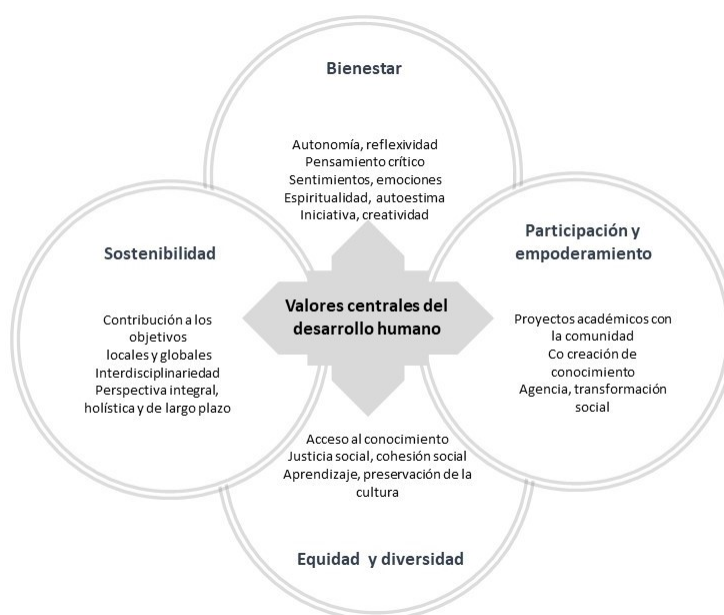 Bienestar
Autonomía, reflexividad
Pensamiento crítico
Sentimientos, emociones
Espiritualidad, autoestima
Iniciativa, creatividad
Sostenibilidad
Contribución a los
objetivos
locales y globales
Interdisciplinariedad
Perspectiva integral,
holística y de largo plazo
Valores centrales del
desarrollo humano
Participación y
empoderamiento
Proyectos académicos con
la comunidad
Co creación de
conocimiento
Agencia, transformación
social
Acceso al conocimiento
Justicia social, cohesión social
Aprendizaje, preservación de la
cultura
Equidad y diversidad